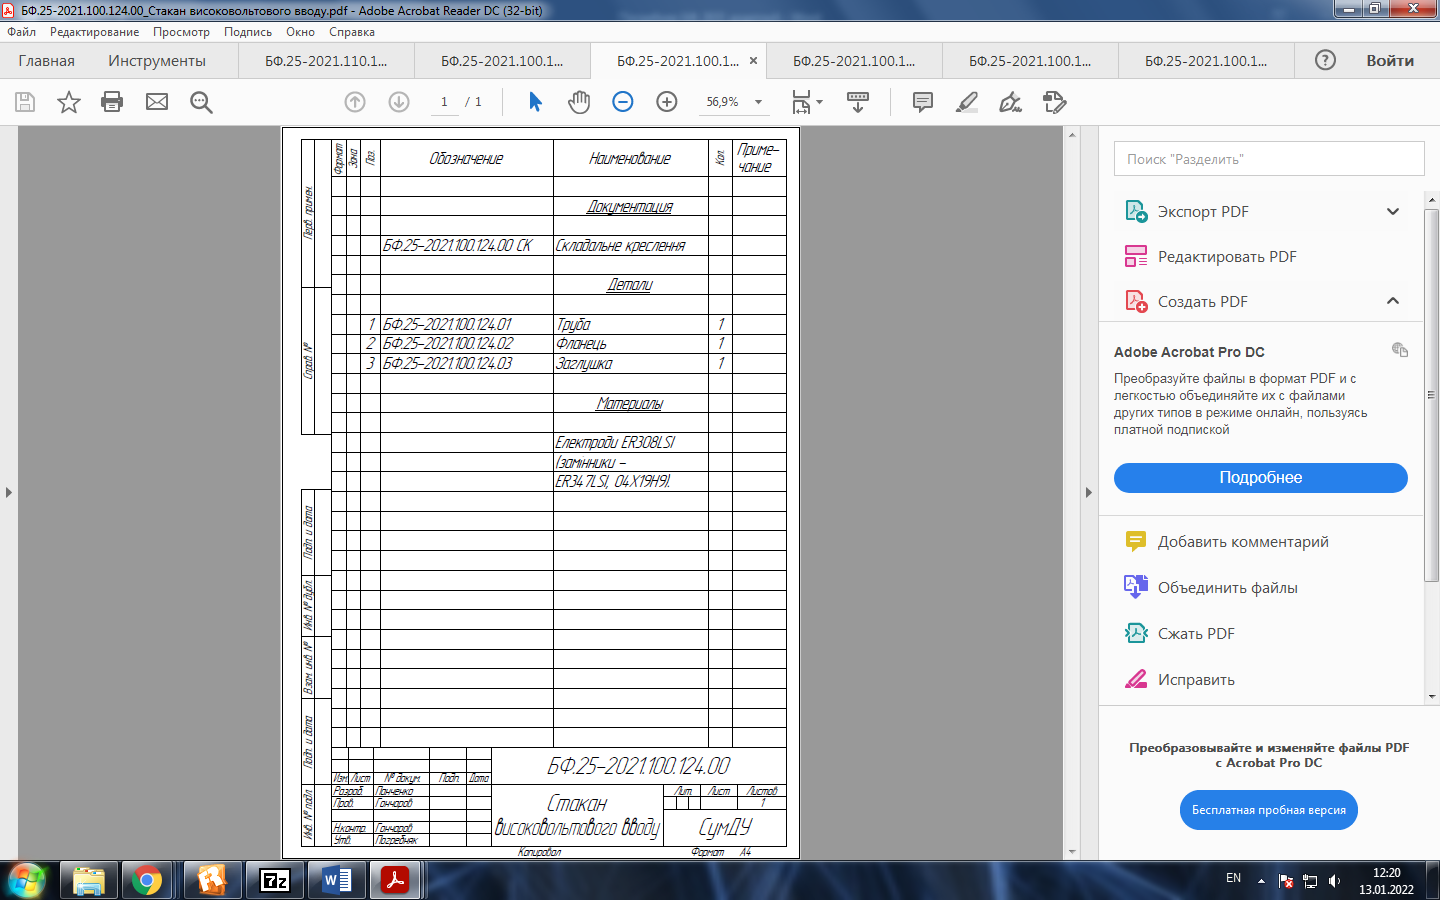 БФ.25-2021.100.124.00_Стакан високовольтового вводу.pdf - Adobe Acrobat Reader DC (32-bit)
Файл Редактирование Просмотр Подпись Окно Справка
Главная Инструменты БФ.25-2021.110.1... БФ.25-2021.100.1... БФ.25-2021.100.1... × БФ.25-2021.100.1... БФ.25-2021.100.1... БФ.25-2021.100.1... ? Войти
1 / 1 56,9%
Формат Зона Поз. Обозначение Наименование Кол. Приме-
чание
Перв. примен.
Документация
БФ.25-2021.100.124.00 СК Складальне креслення
Детали
Справ. №
1 БФ.25-2021.100.124.01 Труба 1
2 БФ.25-2021.100.124.02 Фланець 1
3 БФ.25-2021.100.124.03 Заглушка 1
Материалы
Електроди ER308LSI
(замінники -
ER347LSI, 04Х19Н9).
Подп. и дата
Инв. № дубл.
Взам. инв. №
Подп. и дата
Инв. № подл.
БФ.25-2021.100.124.00
Изм. Лист № докум. Подп. Дата
Разраб. Панченко
Пров. Гончаров
Н.контр. Гончаров
Утв. Погребняк
Стакан
високовольтового вводу
Лит. Лист Листов
1
СумДУ
Копировал Формат А4
Поиск "Разделить"
Экспорт PDF
Редактировать PDF
Создать PDF
Adobe Acrobat Pro DC
Преобразуйте файлы в формат PDF и с
легкостью объединяйте их с файлами
других типов в режиме онлайн, пользуясь
платной подпиской
Подробнее
Добавить комментарий
Объединить файлы
Сжать PDF
Исправить
Преобразовывайте и изменяйте файлы PDF
с Acrobat Pro DC
Бесплатная пробная версия
7z W EN 12:20
13.01.2022